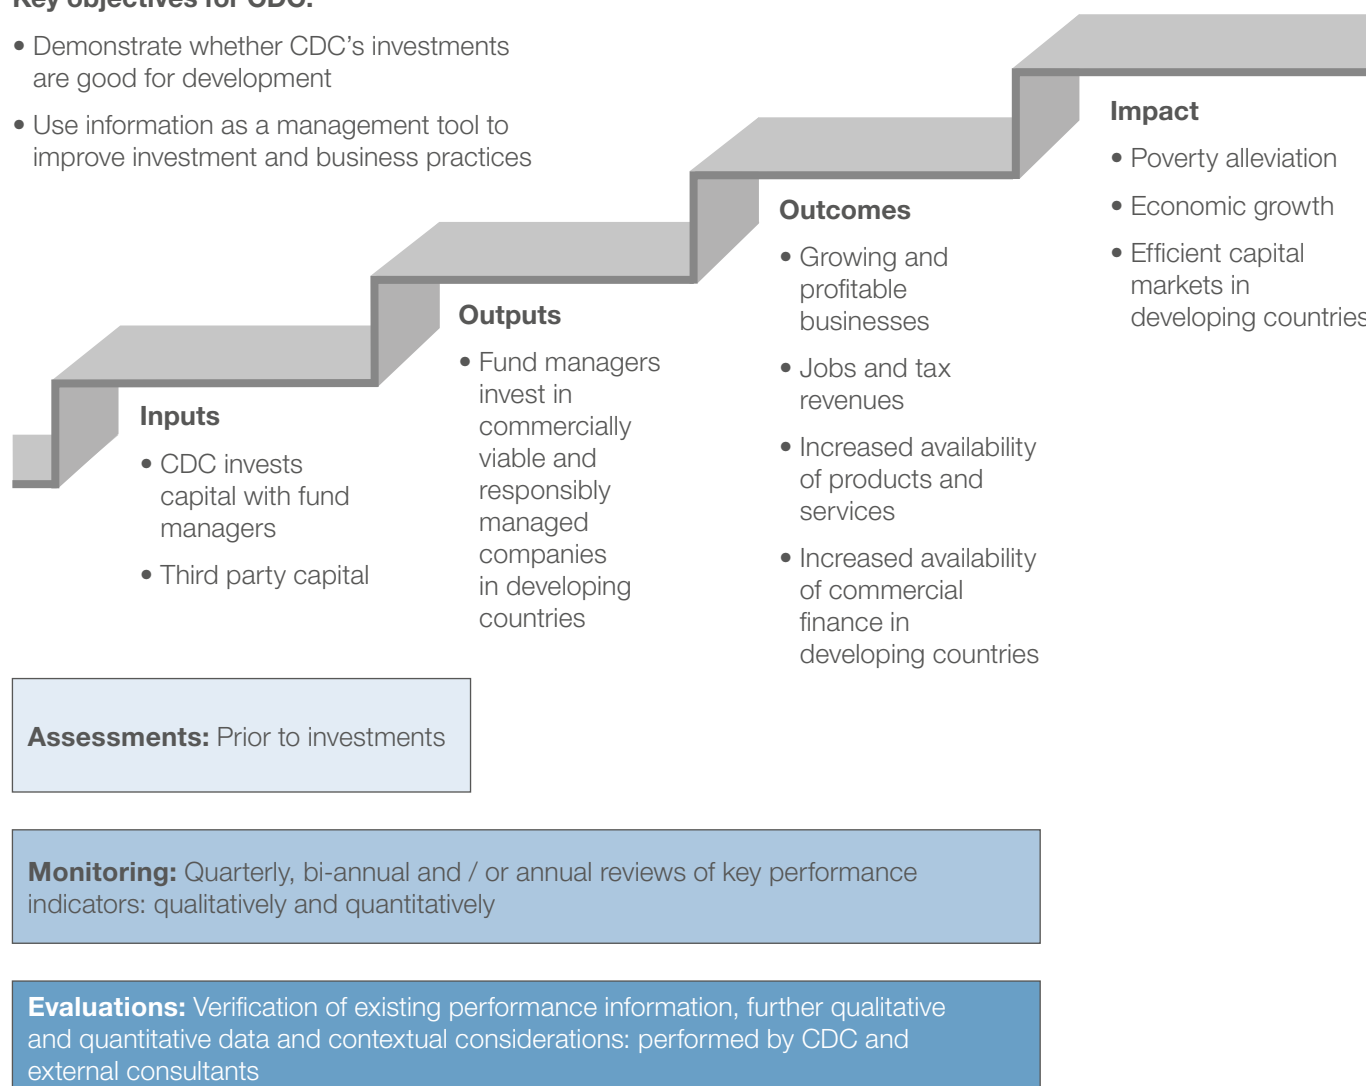 Key objectives for CDC:
• Demonstrate whether CDC’s investments
are good for development
• Use information as a management tool to
improve investment and business practices
Inputs
• CDC invests
capital with fund
managers
• Third party capital
Outputs
• Fund managers
invest in
commercially
viable and
responsibly
managed
companies
in developing
countries
Outcomes
• Growing and
profitable
businesses
• Jobs and tax
revenues
• Increased availability
of products and
services
• Increased availability
of commercial
finance in
developing countries
Impact
• Poverty alleviation
• Economic growth
• Efficient capital
markets in
developing countries
Assessments: Prior to investments
Monitoring: Quarterly, bi-annual and / or annual reviews of key performance
indicators: qualitatively and quantitatively
Evaluations: Verification of existing performance information, further qualitative
and quantitative data and contextual considerations: performed by CDC and
external consultants